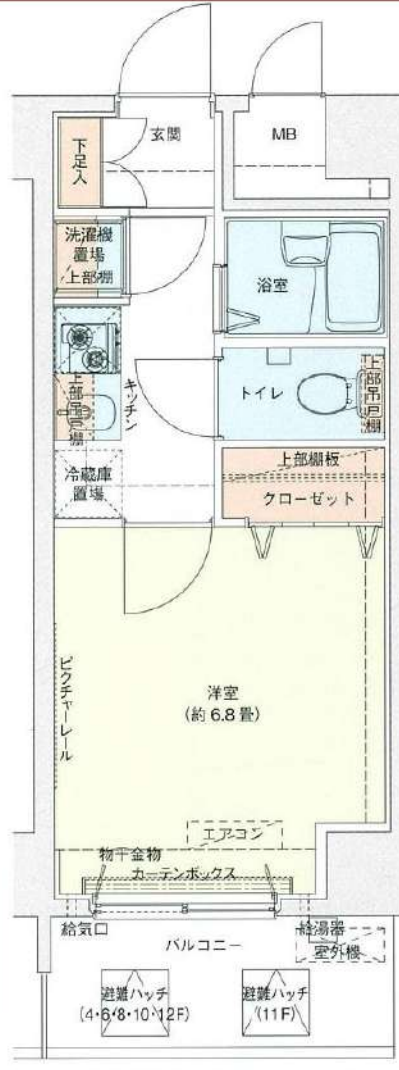 玄関
MB
下足入
洗濯機
置場
上部棚
浴室
キッチン
トイレ
上部吊戸棚
上部吊戸棚
冷蔵庫
置場
上部棚板
クローゼット
洋室
(約6.8畳)
ピクチャーレール
エアコン
物干金物
カーテンボックス
給気口
バルコニー
給湯器
室外機
避難ハッチ
(4・6・8・10・12F)
避難ハッチ
(11F)